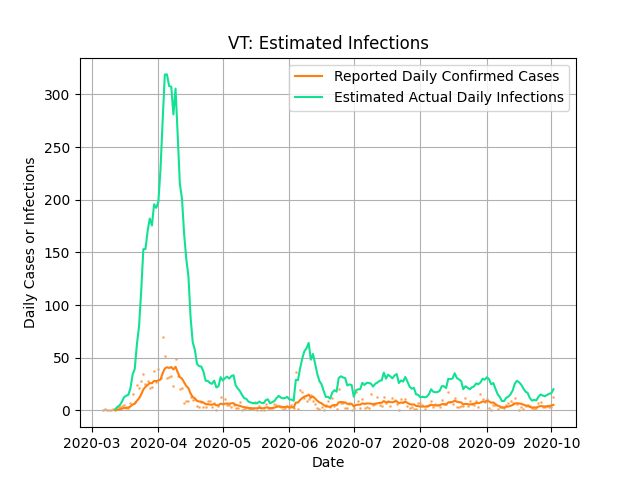 VT: Estimated Infections
Reported Daily Confirmed Cases
Estimated Actual Daily Infections
Daily Cases or Infections
300
250
200
150
100
50
0
2020-03 2020-04 2020-05 2020-06 2020-07 2020-08 2020-09 2020-10
Date